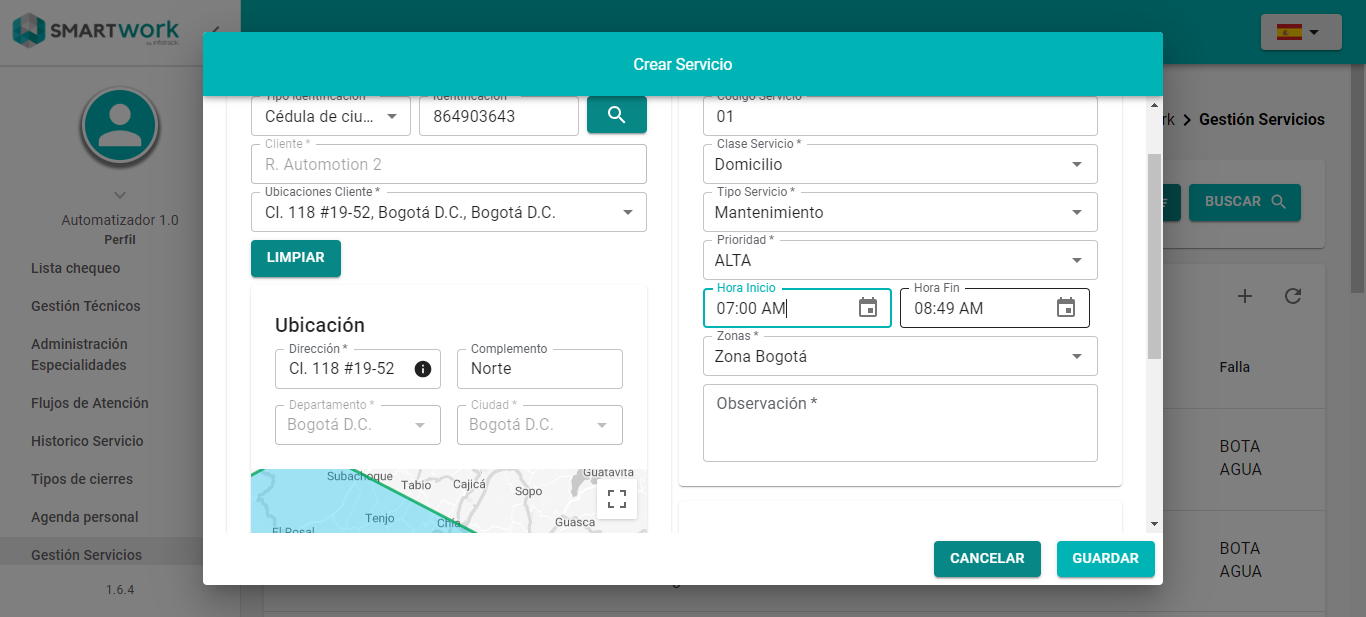 SMARTWORK
by infotrack
Crear Servicio
rk > Gestión Servicios
Automatizador 1.0
Perfil
Lista chequeo
Gestión Técnicos
Administración
Especialidades
Flujos de Atención
Historico Servicio
Tipos de cierres
Agenda personal
Gestión Servicios
1.6.4
Tipo Identificación
Cédula de ciu...
Identificación
864903643
Cliente *
R. Automotion 2
Ubicaciones Cliente *
Cl. 118 #19-52, Bogotá D.C., Bogotá D.C.
LIMPIAR
Ubicación
Dirección *
Cl. 118 #19-52
Complemento
Norte
Departamento *
Bogotá D.C.
Ciudad *
Bogotá D.C.
Subachoque
Tabio
Cajicá
Sopo
Guatavita
Tenjo
Chía
Guasca
El Rosal
Código Servicio
01
Clase Servicio *
Domicilio
Tipo Servicio *
Mantenimiento
Prioridad *
ALTA
Hora Inicio
07:00 AM
Hora Fin
08:49 AM
Zonas *
Zona Bogotá
Observación *
CANCELAR
GUARDAR
BUSCAR
Falla
BOTA
AGUA
BOTA
AGUA